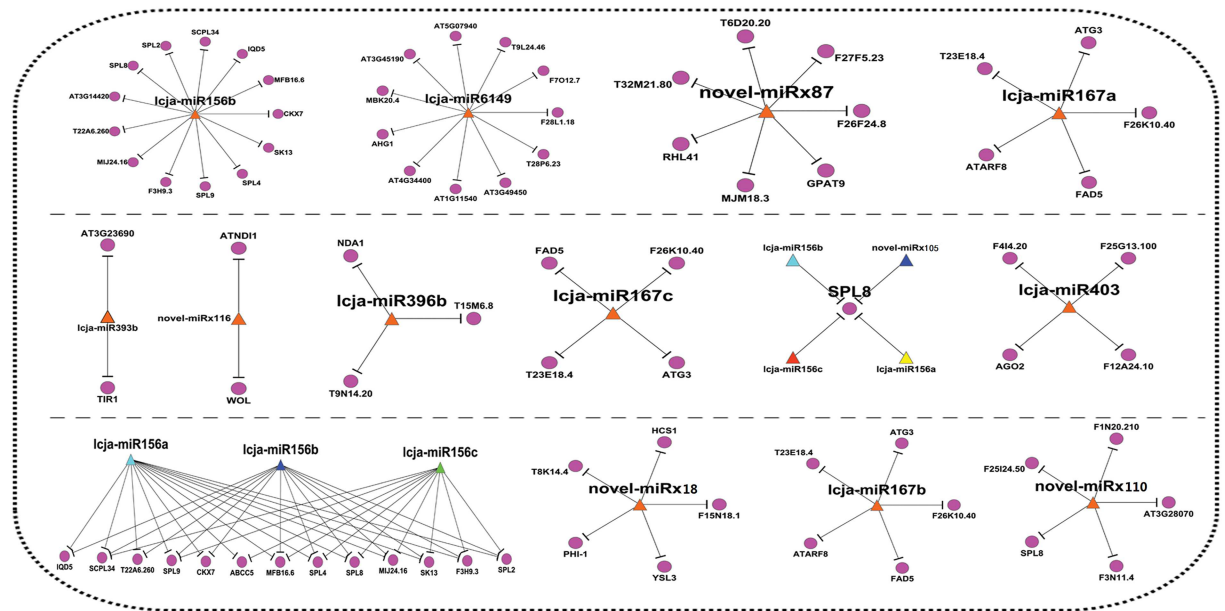 SCPL34
SPL2
IQD5
SPL8
MFB16.6
lcja-miR156b
AT3G14420
CKX7
T22A6.260
SK13
MIJ24.16
SPL4
F3H9.3
SPL9
AT5G07940
T9L24.46
AT3G45190
F7O12.7
lcja-miR6149
MBK20.4
F28L1.18
AHG1
T28P6.23
AT4G34400
AT3G49450
AT1G11540
T6D20.20
F27F5.23
T32M21.80
novel-miRx87
F26F24.8
RHL41
GPAT9
MJM18.3
ATG3
T23E18.4
lcja-miR167a
F26K10.40
ATARF8
FAD5
AT3G23690
lcja-miR393b
TIR1
ATNDI1
novel-miRx116
WOL
NDA1
lcja-miR396b
T15M6.8
T9N14.20
FAD5
F26K10.40
lcja-miR167c
T23E18.4
ATG3
lcja-miR156b
novel-miRx105
SPL8
lcja-miR156c
lcja-miR156a
F4I4.20
F25G13.100
lcja-miR403
AGO2
F12A24.10
lcja-miR156a
lcja-miR156b
lcja-miR156c
IQD5
SCPL34
T22A6.260
SPL9
CKX7
ABCC5
MFB16.6
SPL4
SPL8
MIJ24.16
SK13
F3H9.3
SPL2
HCS1
T8K14.4
novel-miRx18
F15N18.1
PHI-1
YSL3
ATG3
T23E18.4
lcja-miR167b
F26K10.40
ATARF8
FAD5
F1N20.210
F25I24.50
novel-miRx110
AT3G28070
SPL8
F3N11.4